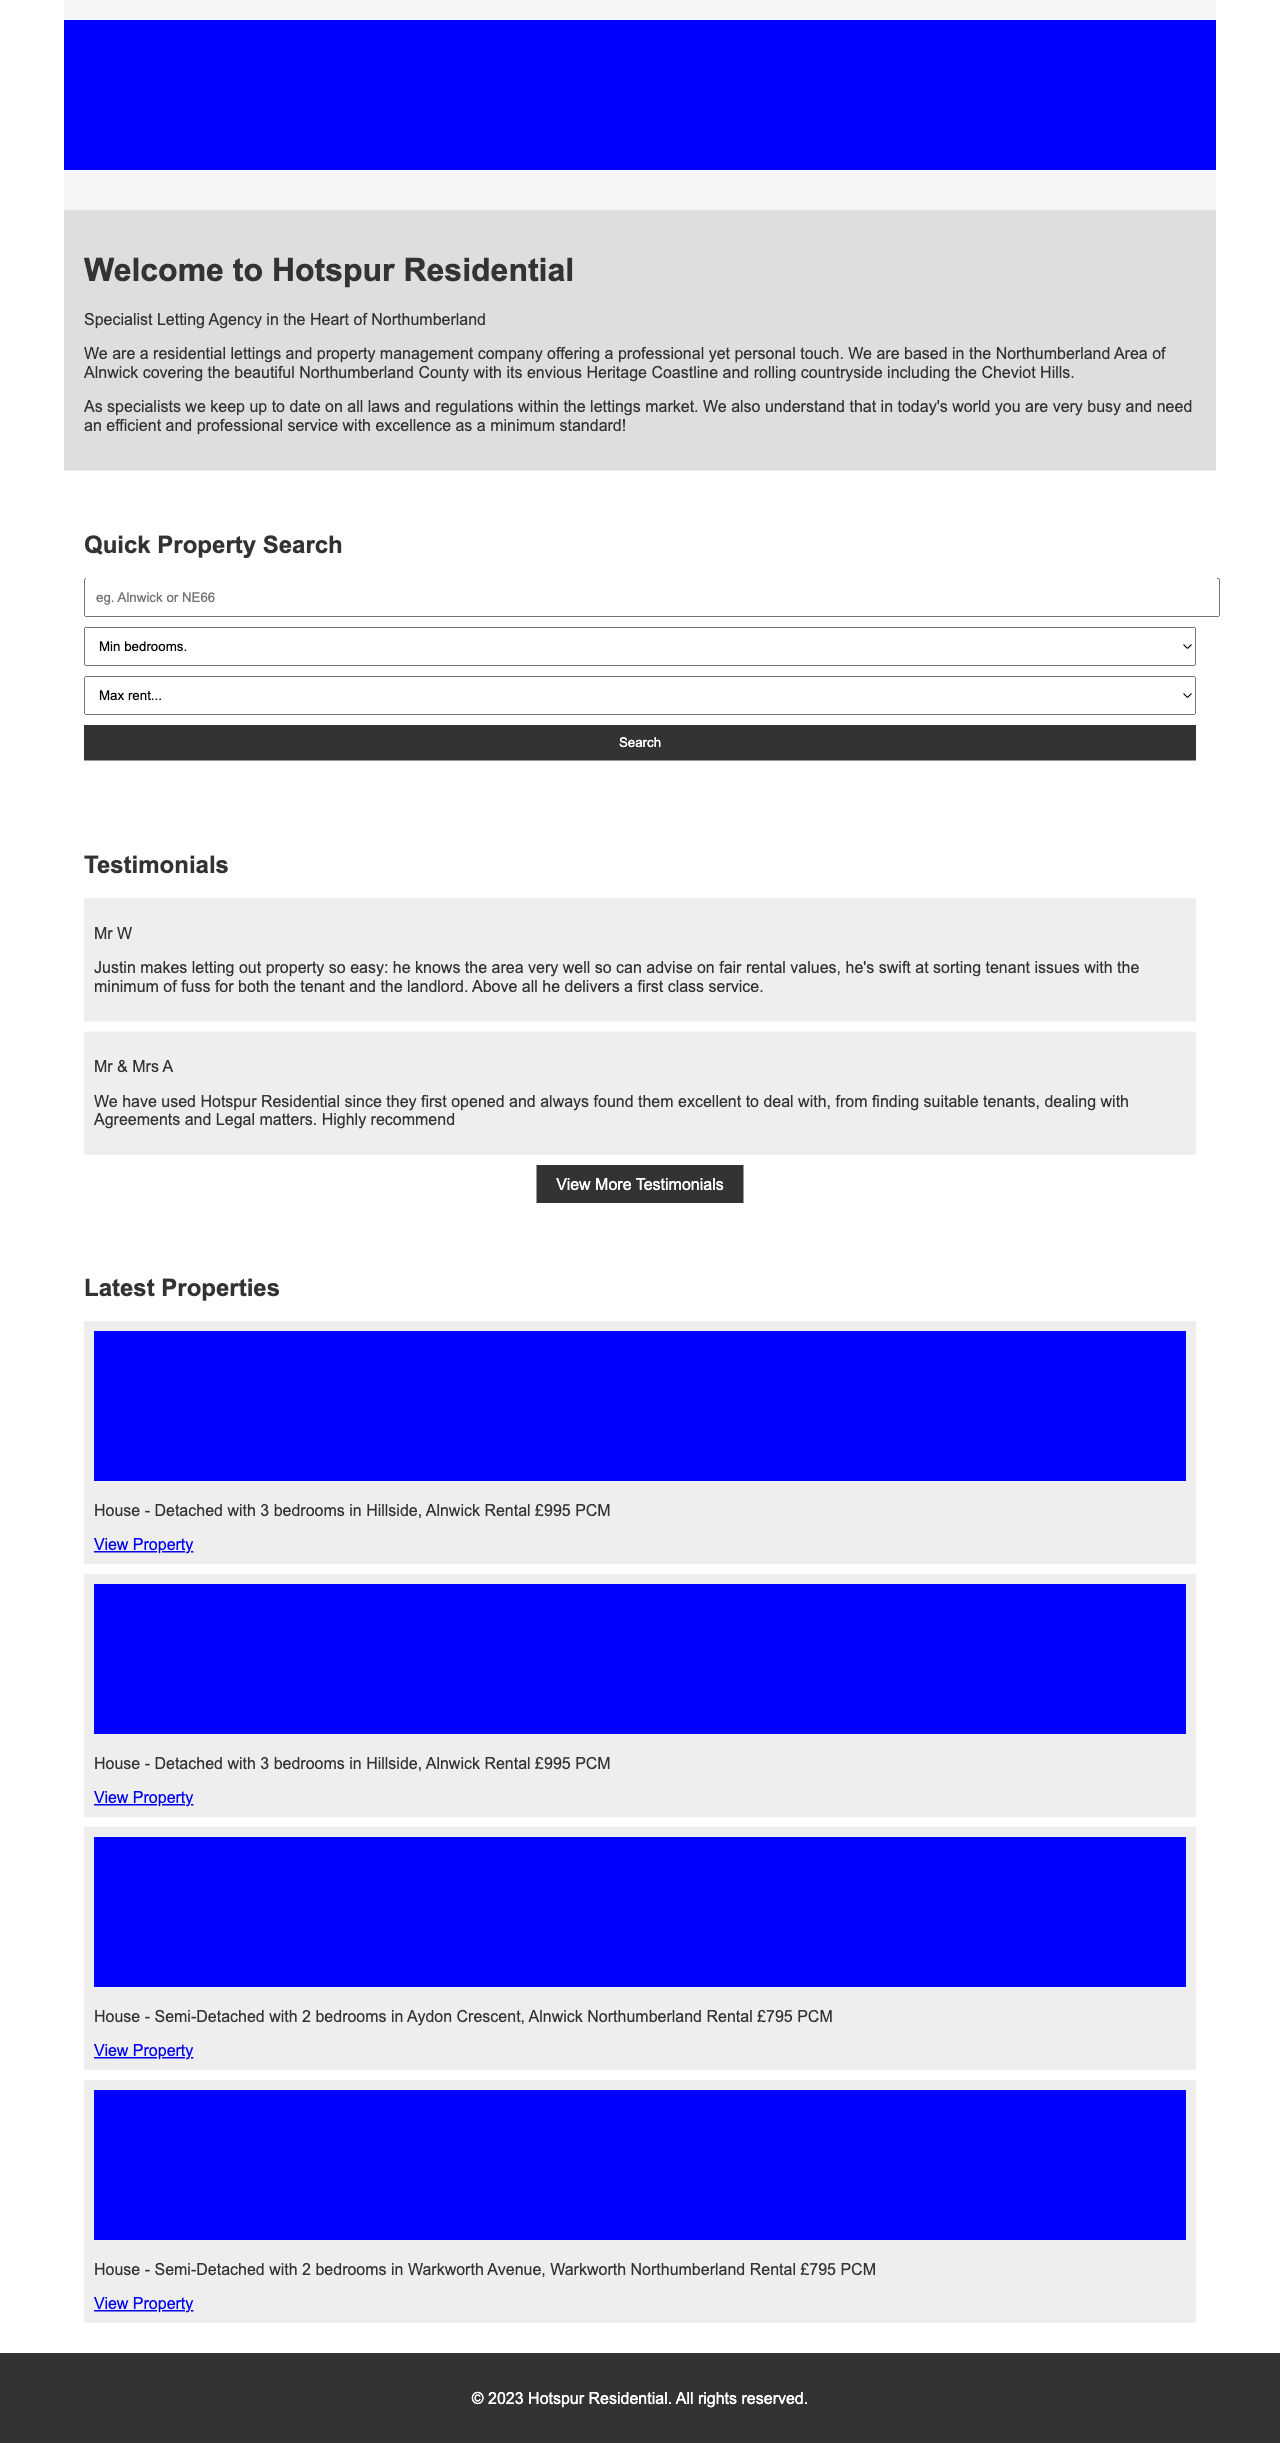 Welcome to Hotspur Residential
Specialist Letting Agency in the Heart of Northumberland
We are a residential lettings and property management company offering a professional yet personal touch. We are based in the Northumberland Area of
Alnwick covering the beautiful Northumberland County with its envious Heritage Coastline and rolling countryside including the Cheviot Hills.
As specialists we keep up to date on all laws and regulations within the lettings market. We also understand that in today's world you are very busy and need
an efficient and professional service with excellence as a minimum standard!
Quick Property Search
eg. Alnwick or NE66
Min bedrooms.
Max rent...
Search
Testimonials
Mr W
Justin makes letting out property so easy: he knows the area very well so can advise on fair rental values, he's swift at sorting tenant issues with the
minimum of fuss for both the tenant and the landlord. Above all he delivers a first class service.
Mr & Mrs A
We have used Hotspur Residential since they first opened and always found them excellent to deal with, from finding suitable tenants, dealing with
Agreements and Legal matters. Highly recommend
View More Testimonials
Latest Properties
House - Detached with 3 bedrooms in Hillside, Alnwick Rental £995 PCM
View Property
House - Detached with 3 bedrooms in Hillside, Alnwick Rental £995 PCM
View Property
House - Semi-Detached with 2 bedrooms in Aydon Crescent, Alnwick Northumberland Rental £795 PCM
View Property
House - Semi-Detached with 2 bedrooms in Warkworth Avenue, Warkworth Northumberland Rental £795 PCM
View Property
© 2023 Hotspur Residential. All rights reserved.